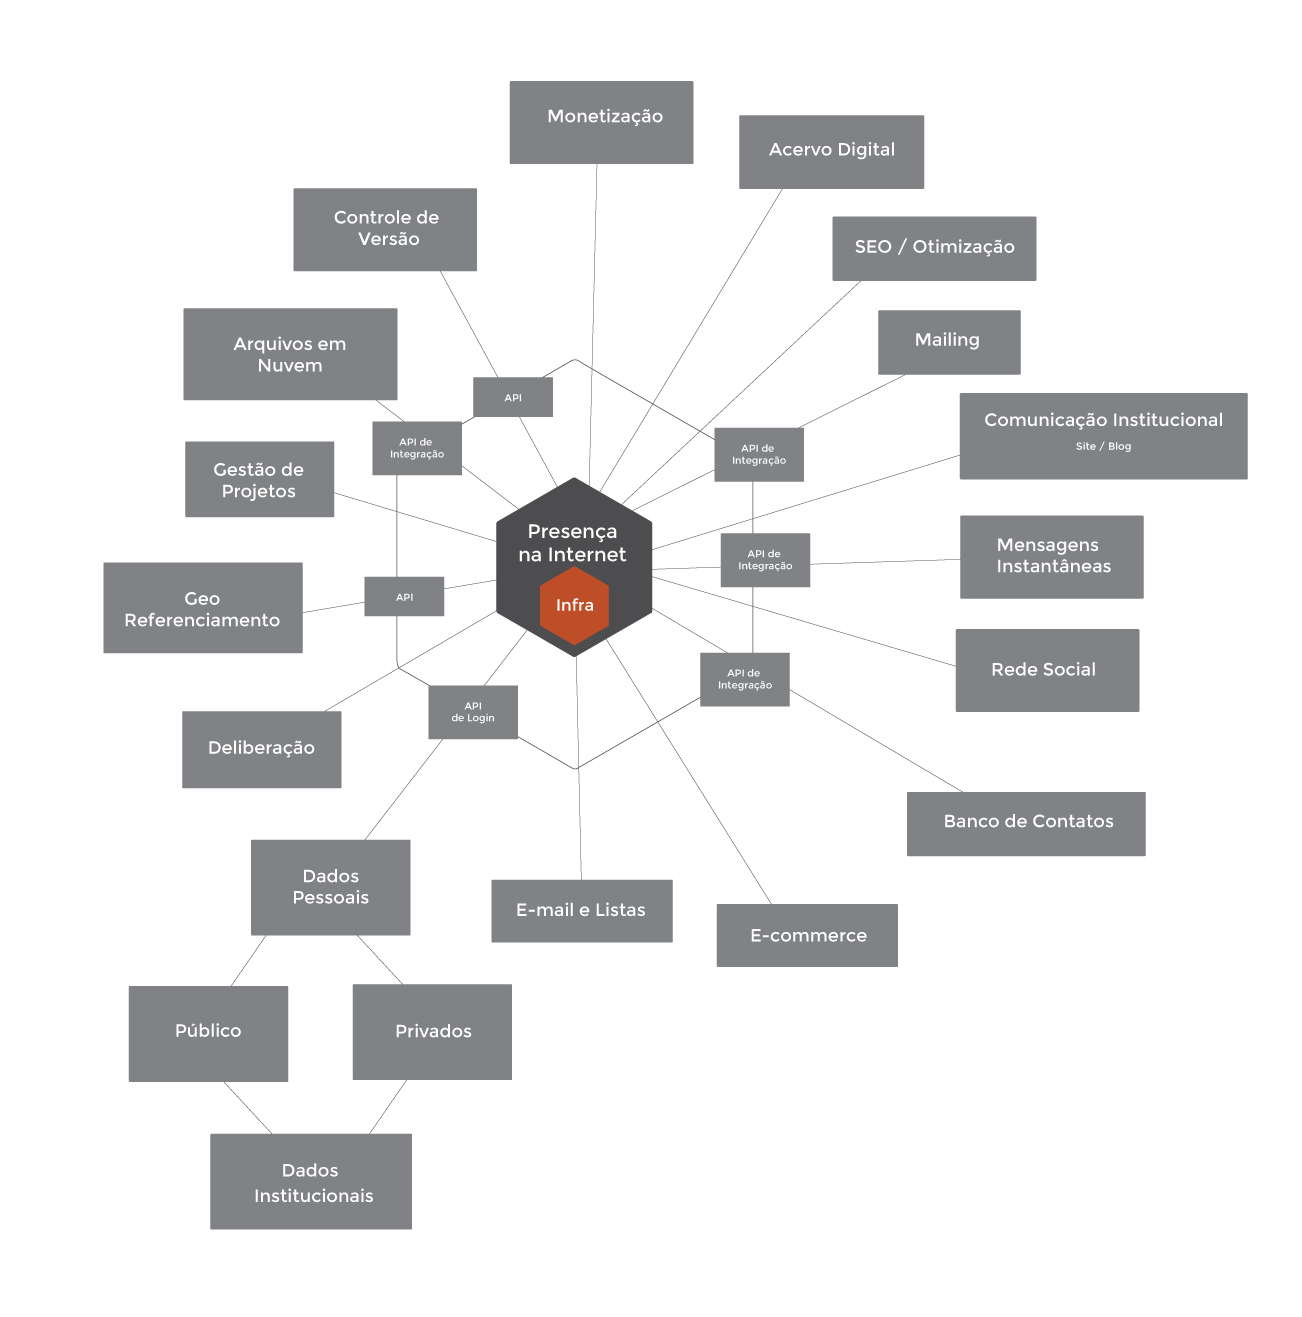 Monetização
Acervo Digital
Controle de
Versão
SEO / Otimização
Arquivos em
Nuvem
Mailing
API
Comunicação Institucional
Site / Blog
API de
Integração
API de
Integração
Gestão de
Projetos
Presença
na Internet
Infra
API de
Integração
Mensagens
Instantâneas
Geo
Referenciamento
API
Rede Social
API de
Integração
API
de Login
Deliberação
Banco de Contatos
Dados
Pessoais
E-mail e Listas
E-commerce
Público
Privados
Dados
Institucionais